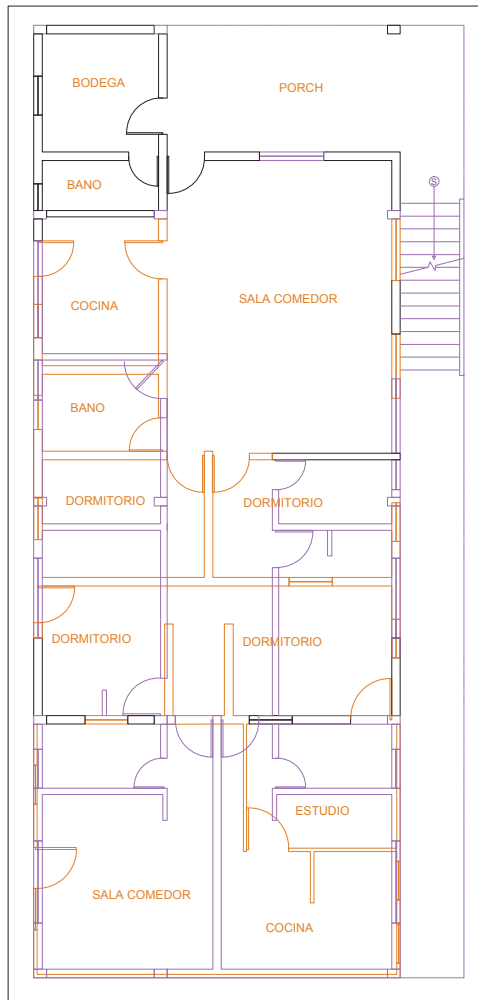 BODEGA
PORCH
BANO
S
COCINA
SALA COMEDOR
BANO
DORMITORIO
DORMITORIO
DORMITORIO
DORMITORIO
ESTUDIO
SALA COMEDOR
COCINA